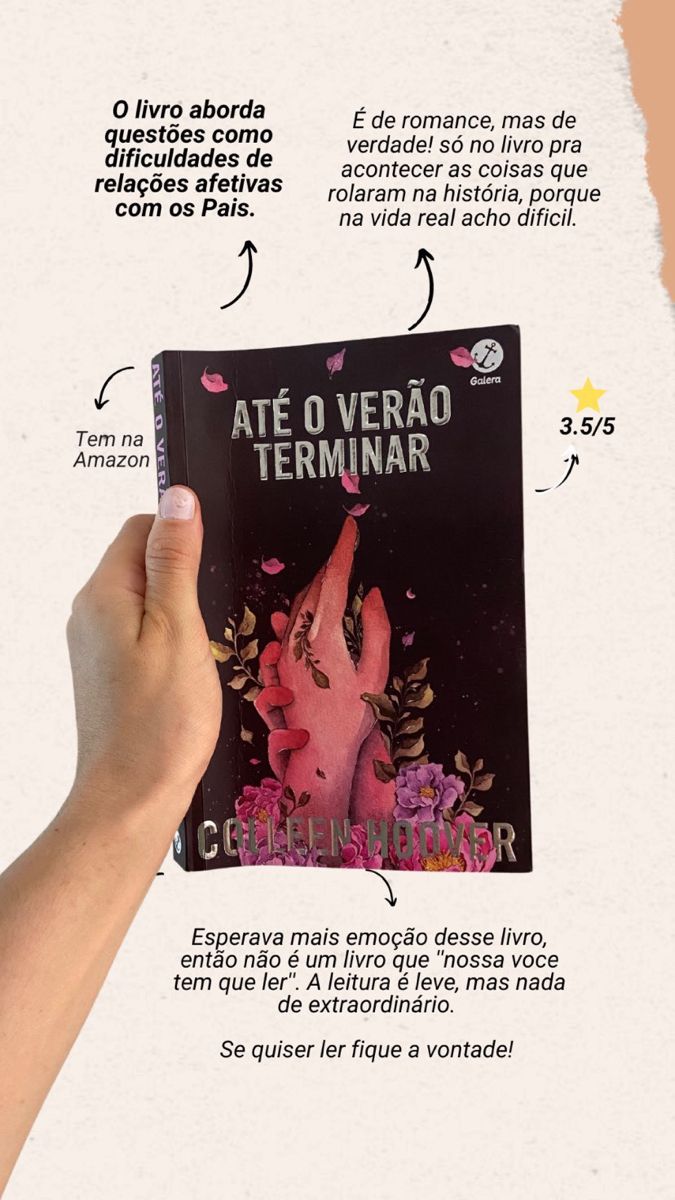 O livro aborda
questões como
dificuldades de
relações afetivas
com os Pais.
É de romance, mas de
verdade! só no livro pra
acontecer as coisas que
rolaram na história, porque
na vida real acho dificil.
Galera
ATÉ O VERÃO
TERMINAR
ATÉ O VERÃ
Tem na
Amazon
3.5/5
COLLEEN HOOVER
Esperava mais emoção desse livro,
então não é um livro que "nossa voce
tem que ler". A leitura é leve, mas nada
de extraordinário.
Se quiser ler fique a vontade!